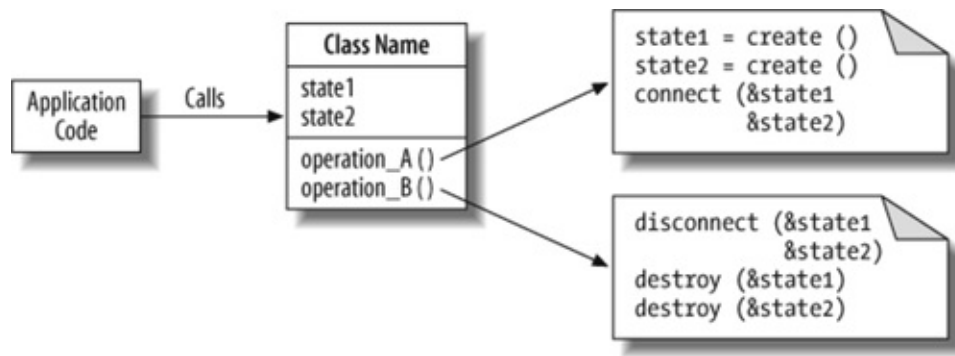 Application
Code
Calls
Class Name
state1
state2
operation_A ()
operation_B ()
state1 = create ()
state2 = create ()
connect (&state1
&state2)
disconnect (&state1
&state2)
destroy (&state1)
destroy (&state2)